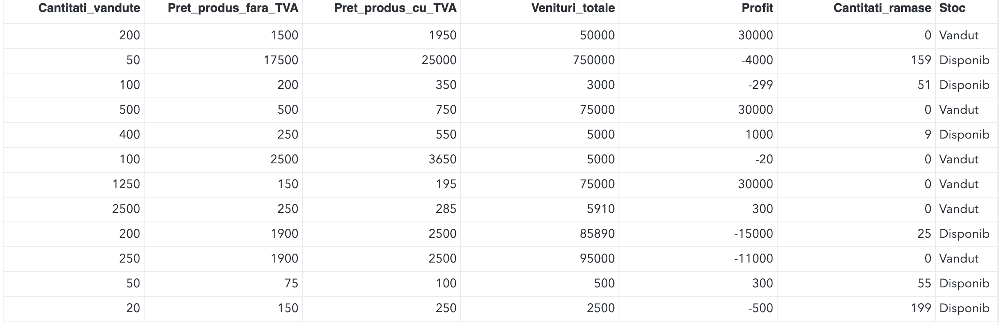 Cantitati_vandute Pret_produs_fara_TVA Pret_produs_cu_TVA Venituri_totale Profit Cantitati_ramase Stoc
200 1500 1950 50000 30000 0 Vandut
50 17500 25000 750000 -4000 159 Disponib
100 200 350 3000 -299 51 Disponib
500 500 750 75000 30000 0 Vandut
400 250 550 5000 1000 9 Disponib
100 2500 3650 5000 -20 0 Vandut
1250 150 195 75000 30000 0 Vandut
2500 250 285 5910 300 0 Vandut
200 1900 2500 85890 -15000 25 Disponib
250 1900 2500 95000 -11000 0 Vandut
50 75 100 500 300 55 Disponib
20 150 250 2500 -500 199 Disponib